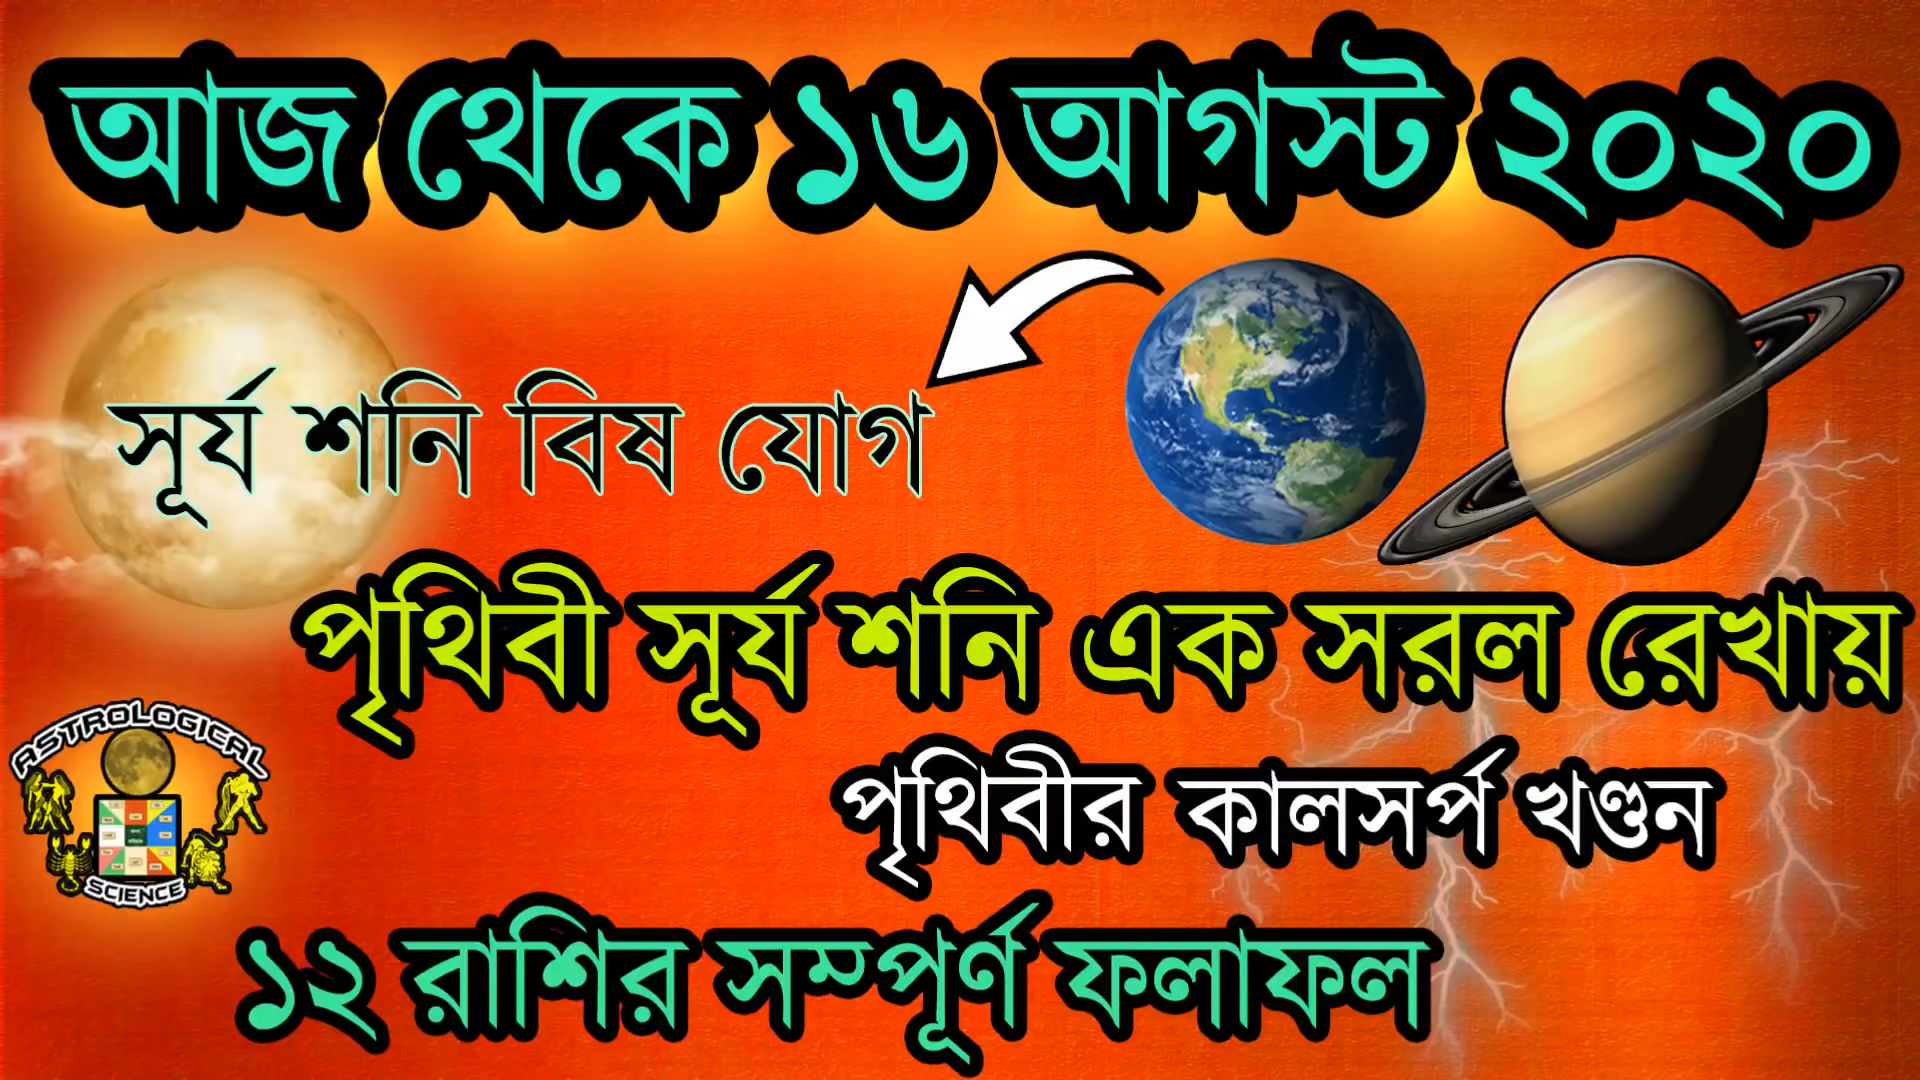 আজ থেকে ১৬ আগস্ট ২০২০
সূর্য শনি বিষ যোগ
পৃথিবী সূর্য শনি এক সরল রেখায়
পৃথিবীর কালসর্প খণ্ডন
ASTROLOGICAL
SCIENCE
১২ রাশির সম্পূর্ণ ফলাফল